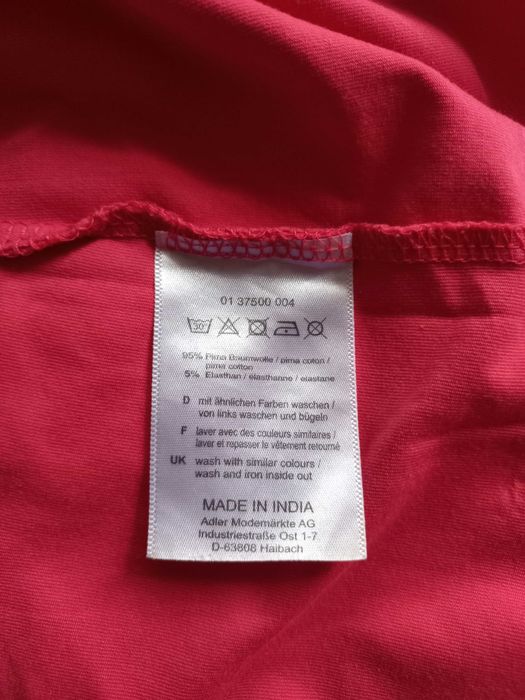 01 37500 004
30°
95% Pima Baumwolle / pima coton /
pima cotton
5% Elasthan / elasthanne / elastane
D mit ähnlichen Farben waschen /
von links waschen und bügeln
F laver avec des couleurs similaires /
laver et repasser le vêtement retourné
UK wash with similar colours /
wash and iron inside out
MADE IN INDIA
Adler Modemärkte AG
Industriestraße Ost 1-7
D-63808 Haibach